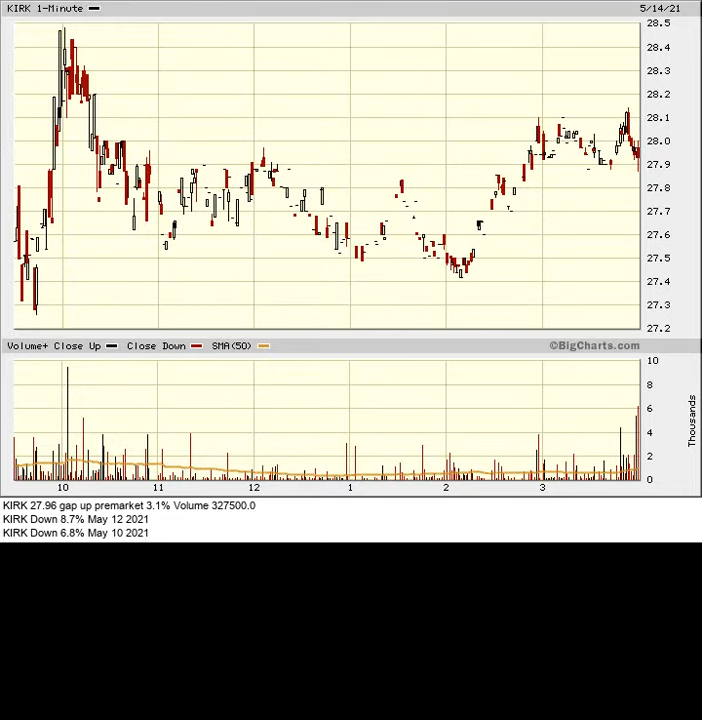 KIRK 1-Minute 5/14/21
28.5
28.4
28.3
28.2
28.1
28.0
27.9
27.8
27.7
27.6
27.5
27.4
27.3
27.2
Volume+ Close Up Close Down SMA(50) ©BigCharts.com
10
8
6
4
2
0
Thousands
10 11 12 1 2 3
KIRK 27.96 gap up premarket 3.1% Volume 327500.0
KIRK Down 8.7% May 12 2021
KIRK Down 6.8% May 10 2021